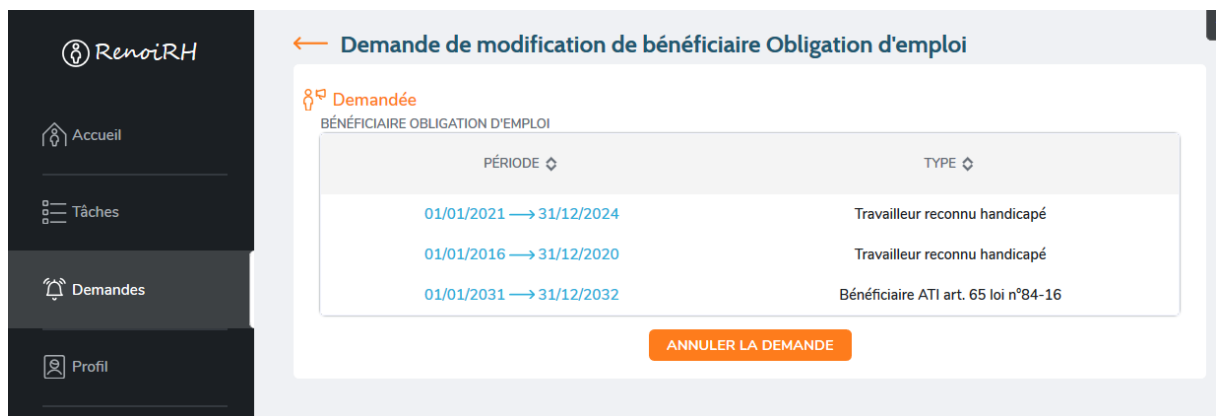 RenoiRH
Accueil
Tâches
Demandes
Profil
Demande de modification de bénéficiaire Obligation d'emploi
Demandée
BÉNÉFICIAIRE OBLIGATION D'EMPLOI
PÉRIODE TYPE
01/01/2021 → 31/12/2024 Travailleur reconnu handicapé
01/01/2016 → 31/12/2020 Travailleur reconnu handicapé
01/01/2031 → 31/12/2032 Bénéficiaire ATI art. 65 loi n°84-16
ANNULER LA DEMANDE